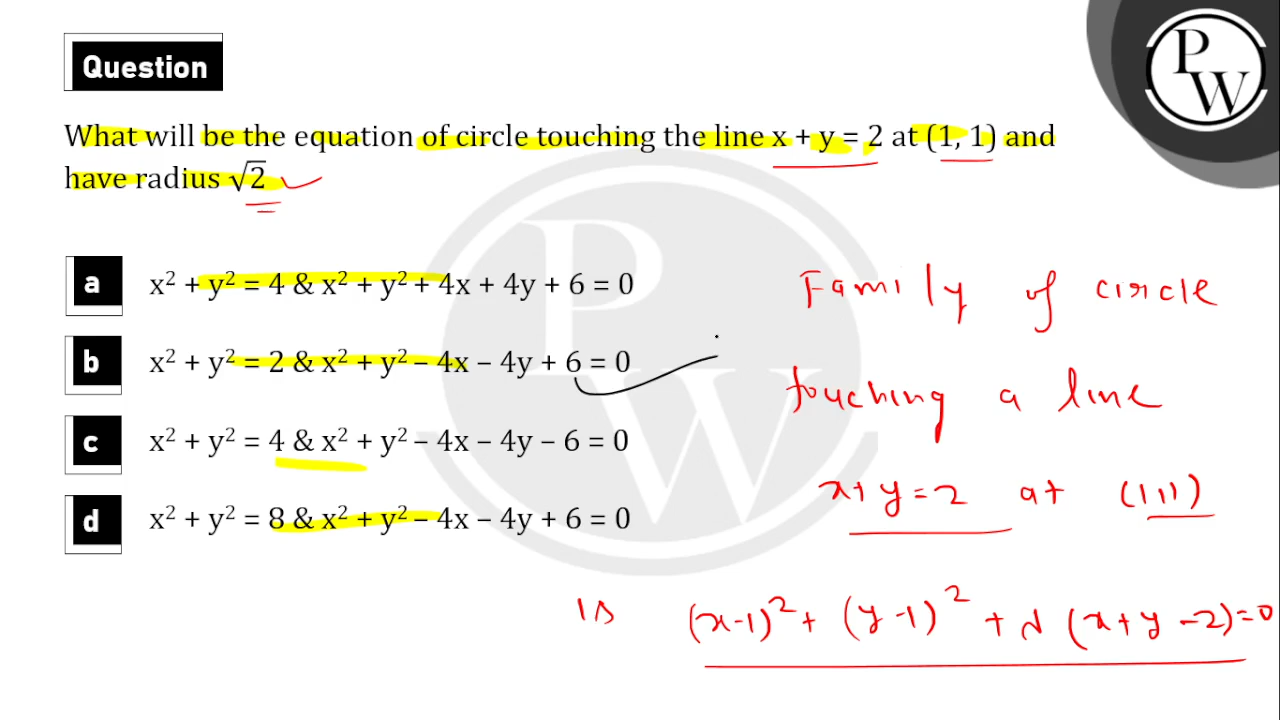 PW
Question
What will be the equation of circle touching the line x + y = 2 at (1, 1) and
have radius √2
a x² + y² = 4 & x² + y² + 4x + 4y + 6 = 0
b x² + y² = 2 & x² + y² – 4x – 4y + 6 = 0
c x² + y² = 4 & x² + y² – 4x – 4y – 6 = 0
d x² + y² = 8 & x² + y² – 4x – 4y + 6 = 0
PW
Family of circle
touching a line
x+y=2 at (1,1)
is (x-1)²+ (y-1)² + λ (x+y-2)=0